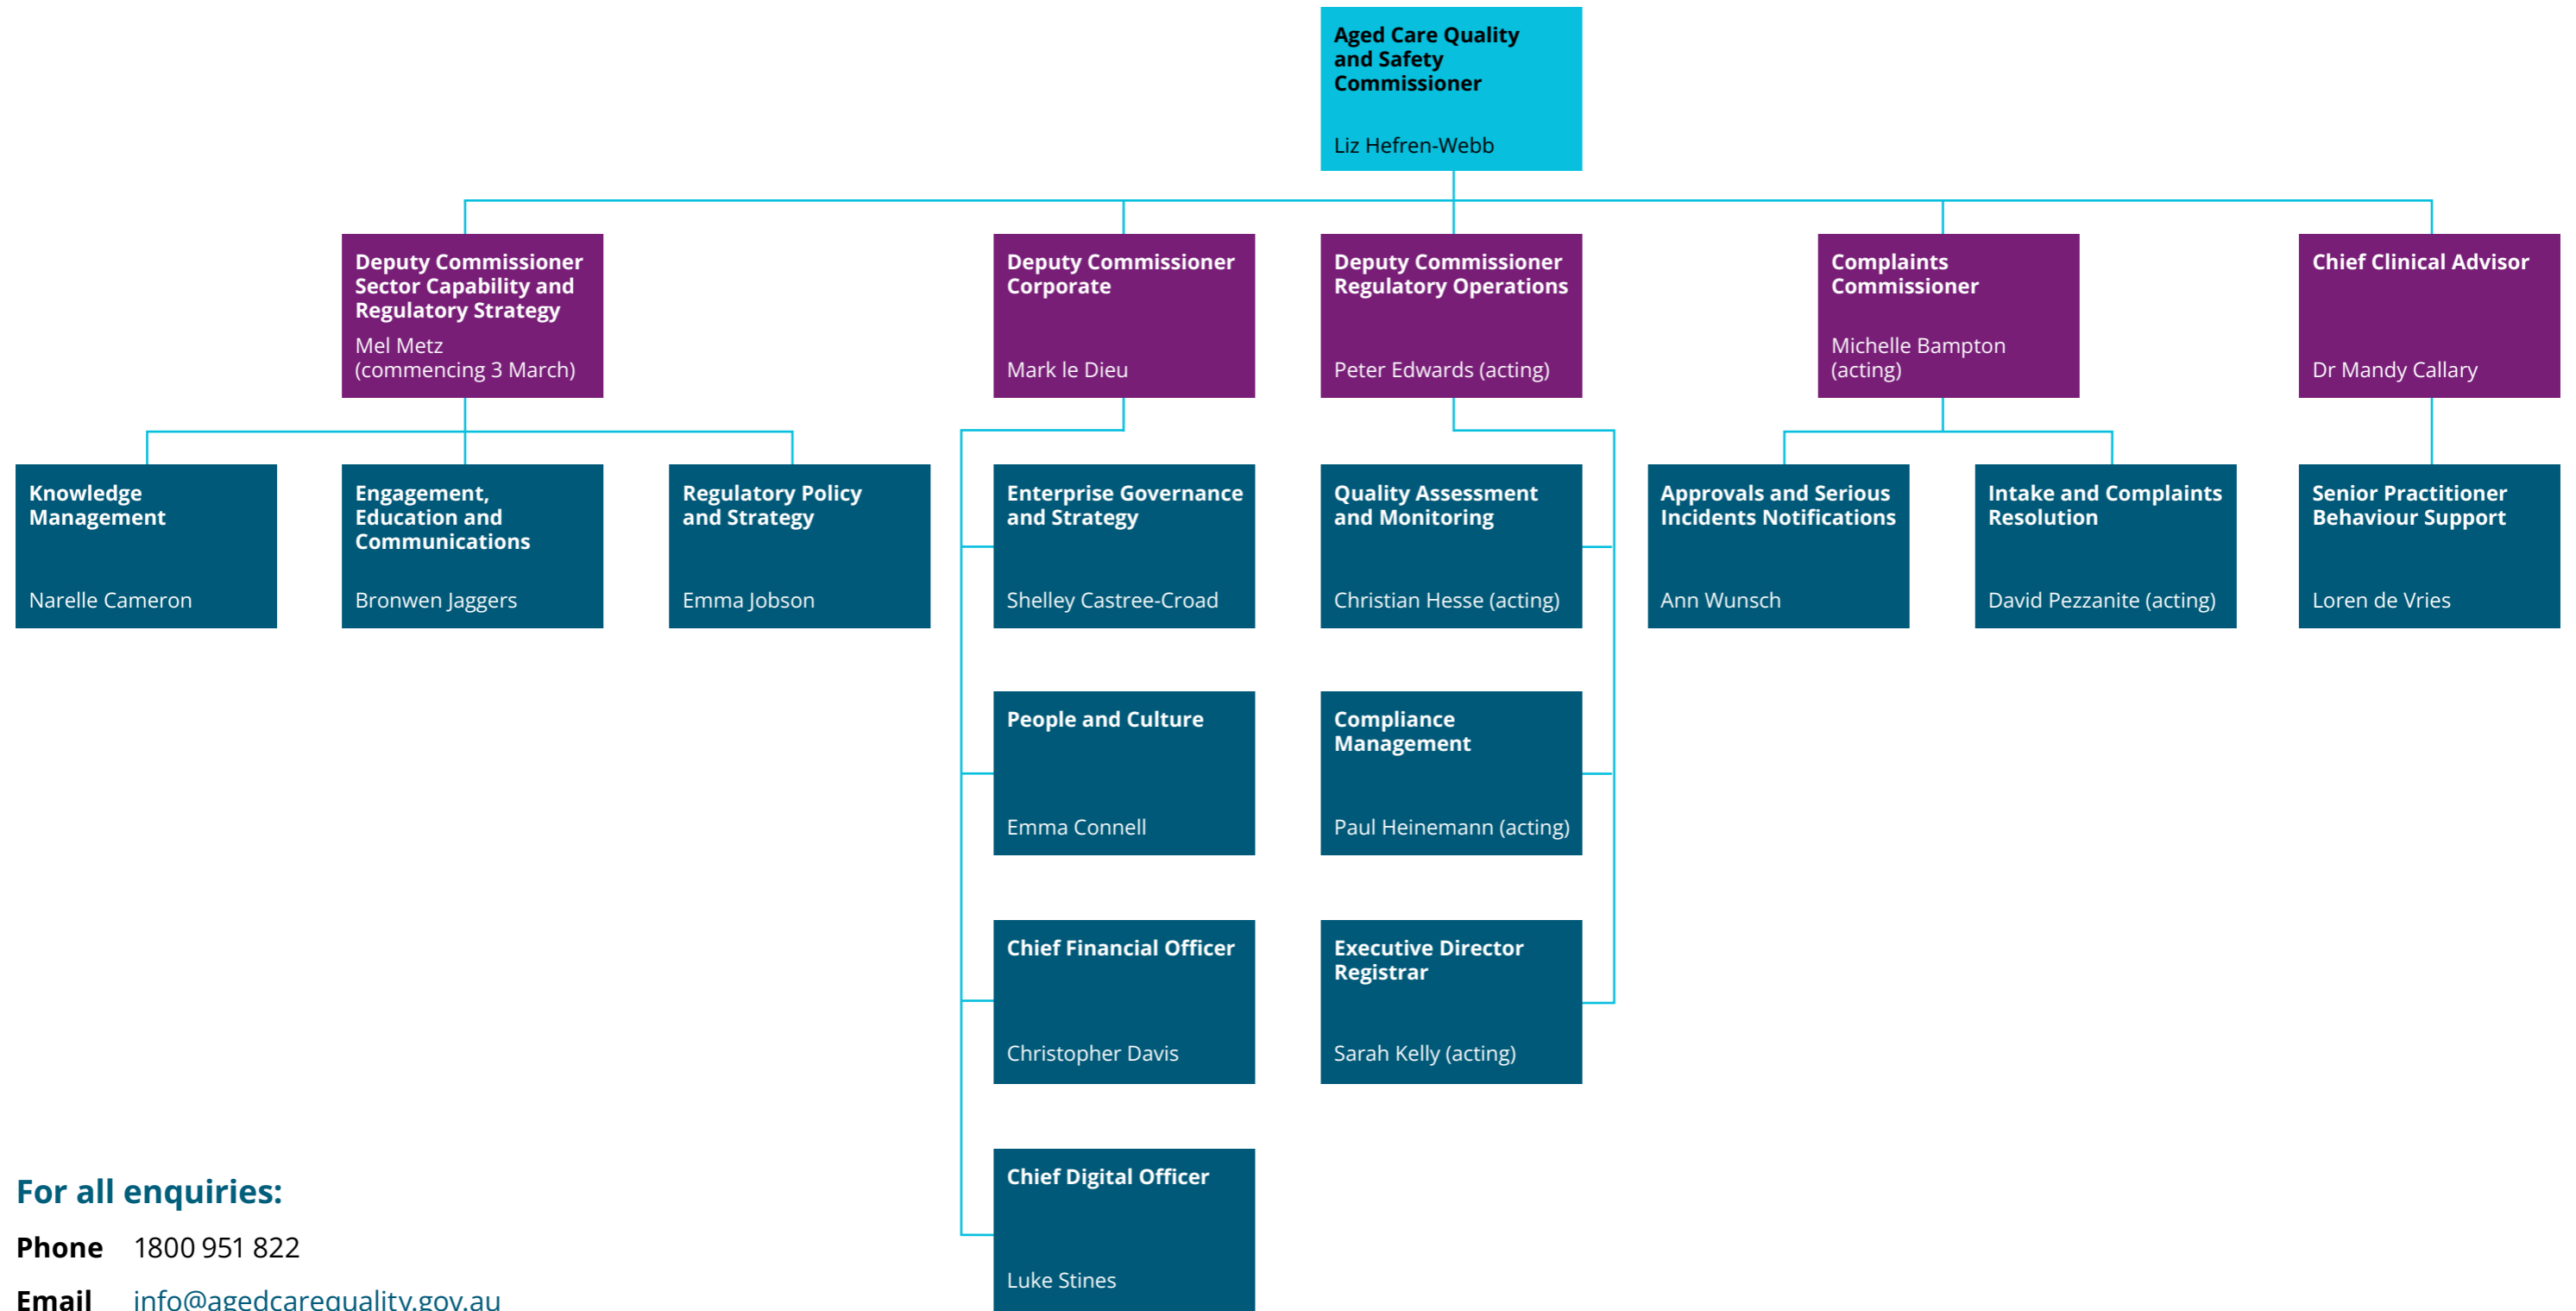 Aged Care Quality
and Safety
Commissioner
Liz Hefren-Webb
Deputy Commissioner
Sector Capability and
Regulatory Strategy
Mel Metz
(commencing 3 March)
Deputy Commissioner
Corporate
Mark le Dieu
Deputy Commissioner
Regulatory Operations
Peter Edwards (acting)
Complaints
Commissioner
Michelle Bampton
(acting)
Chief Clinical Advisor
Dr Mandy Callary
Knowledge
Management
Narelle Cameron
Engagement,
Education and
Communications
Bronwen Jaggers
Regulatory Policy
and Strategy
Emma Jobson
Enterprise Governance
and Strategy
Shelley Castree-Croad
Quality Assessment
and Monitoring
Christian Hesse (acting)
Approvals and Serious
Incidents Notifications
Ann Wunsch
Intake and Complaints
Resolution
David Pezzanite (acting)
Senior Practitioner
Behaviour Support
Loren de Vries
People and Culture
Emma Connell
Compliance
Management
Paul Heinemann (acting)
Chief Financial Officer
Christopher Davis
Executive Director
Registrar
Sarah Kelly (acting)
Chief Digital Officer
Luke Stines
For all enquiries:
Phone 1800 951 822
Email info@agedcarequality.gov.au